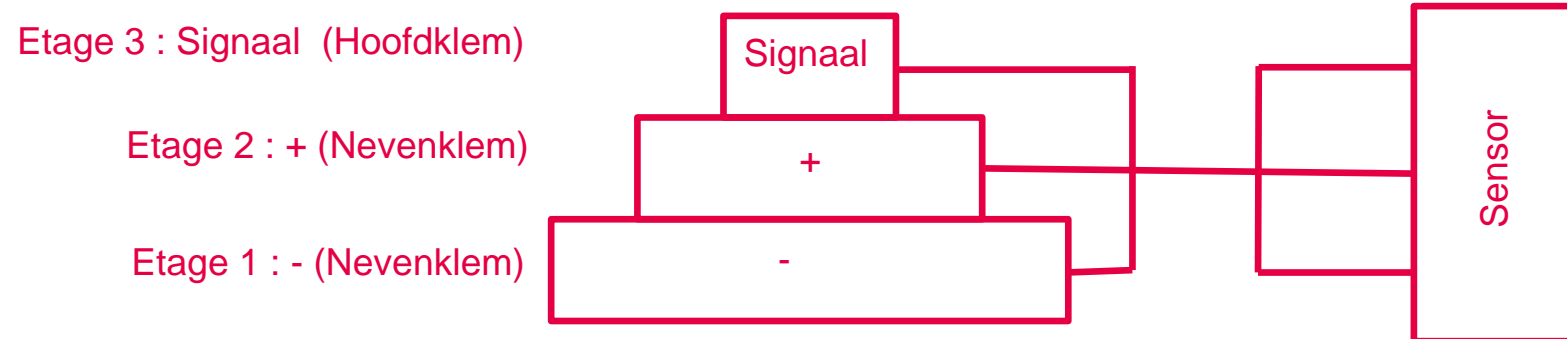 Etage 3 : Signaal  (Hoofdklem)
Signaal
Etage 2 : + (Nevenklem)
+
Etage 1 : - (Nevenklem)
-
Sensor